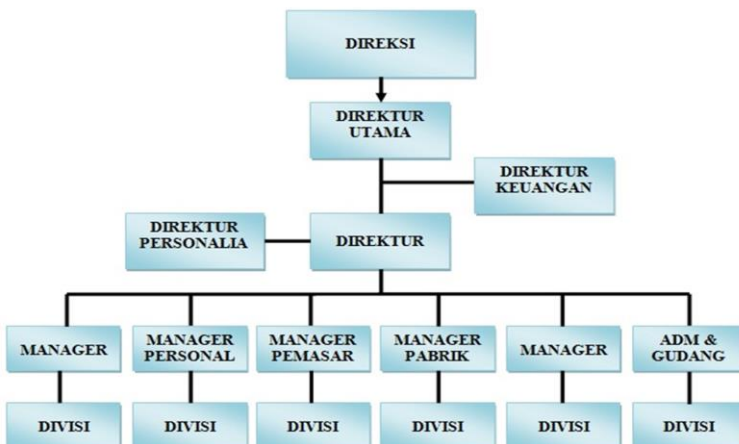 DIREKSI
DIREKTUR
UTAMA
DIREKTUR
KEUANGAN
DIREKTUR
PERSONALIA
DIREKTUR
MANAGER
MANAGER
PERSONAL
MANAGER
PEMASAR
MANAGER
PABRIK
MANAGER
ADM &
GUDANG
DIVISI
DIVISI
DIVISI
DIVISI
DIVISI
DIVISI